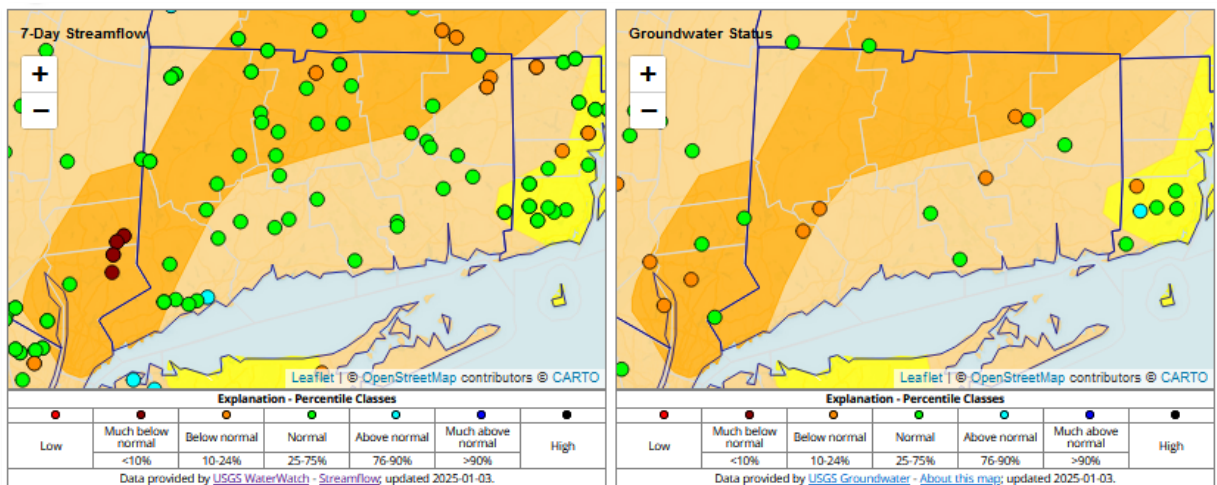 7-Day Streamflow
+
−
Leaflet | © OpenStreetMap contributors © CARTO
Explanation - Percentile Classes
Low
Much below normal
Below normal
Normal
Above normal
Much above normal
High
<10%
10-24%
25-75%
76-90%
>90%
Data provided by USGS WaterWatch - Streamflow; updated 2025-01-03.
Groundwater Status
+
−
Leaflet | © OpenStreetMap contributors © CARTO
Explanation - Percentile Classes
Low
Much below normal
Below normal
Normal
Above normal
Much above normal
High
<10%
10-24%
25-75%
76-90%
>90%
Data provided by USGS Groundwater - About this map; updated 2025-01-03.